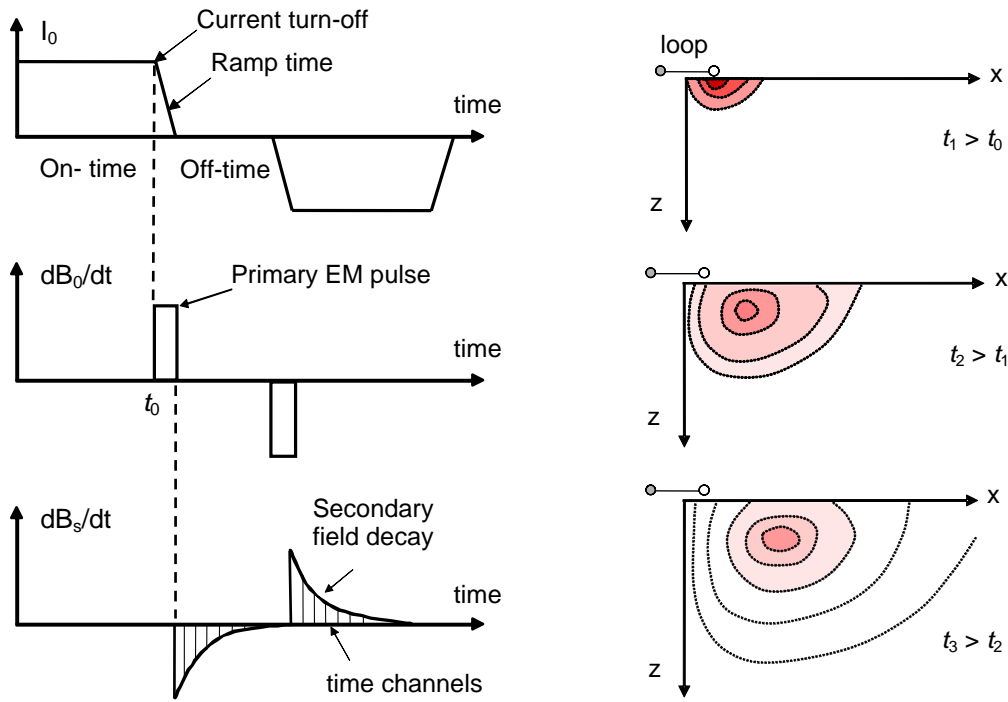 I₀
Current turn-off
Ramp time
time
On- time
Off-time
dB₀/dt
Primary EM pulse
time
t₀
dBₛ/dt
Secondary
field decay
time
time channels
loop
x
t₁ > t₀
z
x
t₂ > t₁
z
x
t₃ > t₂
z